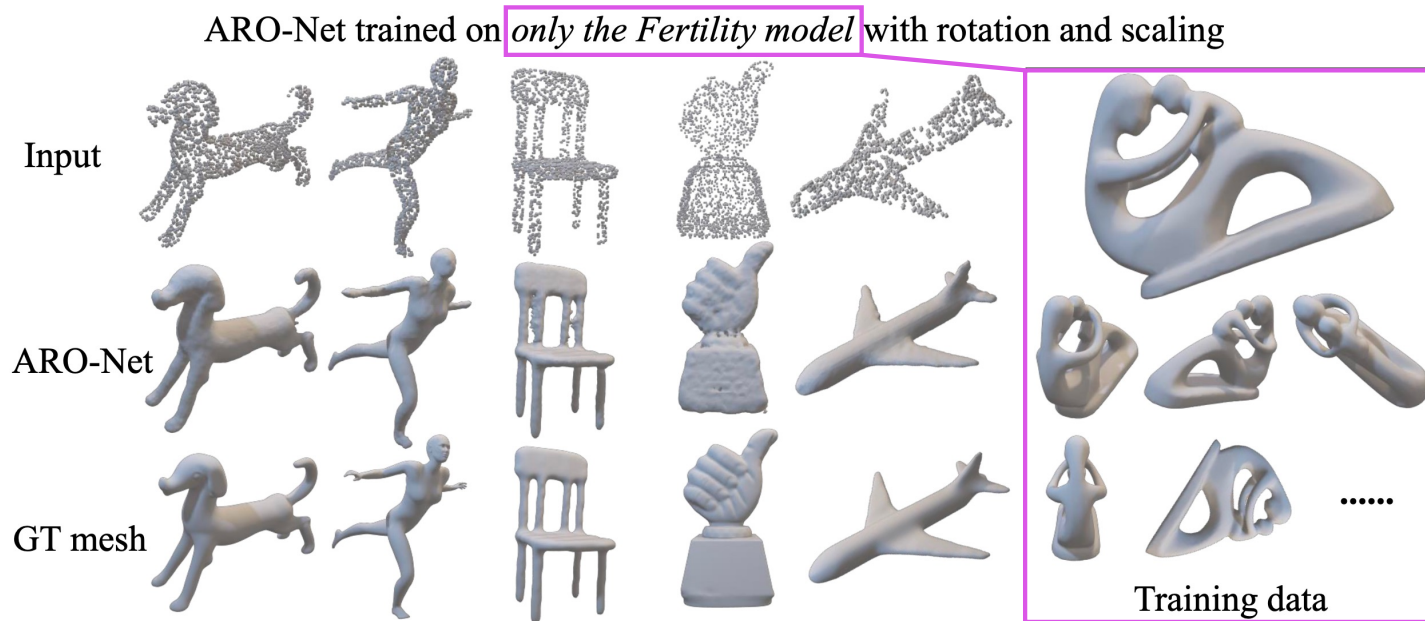 ARO-Net trained on only the Fertility model with rotation and scaling
Input
ARO-Net
GT mesh
......
Training data